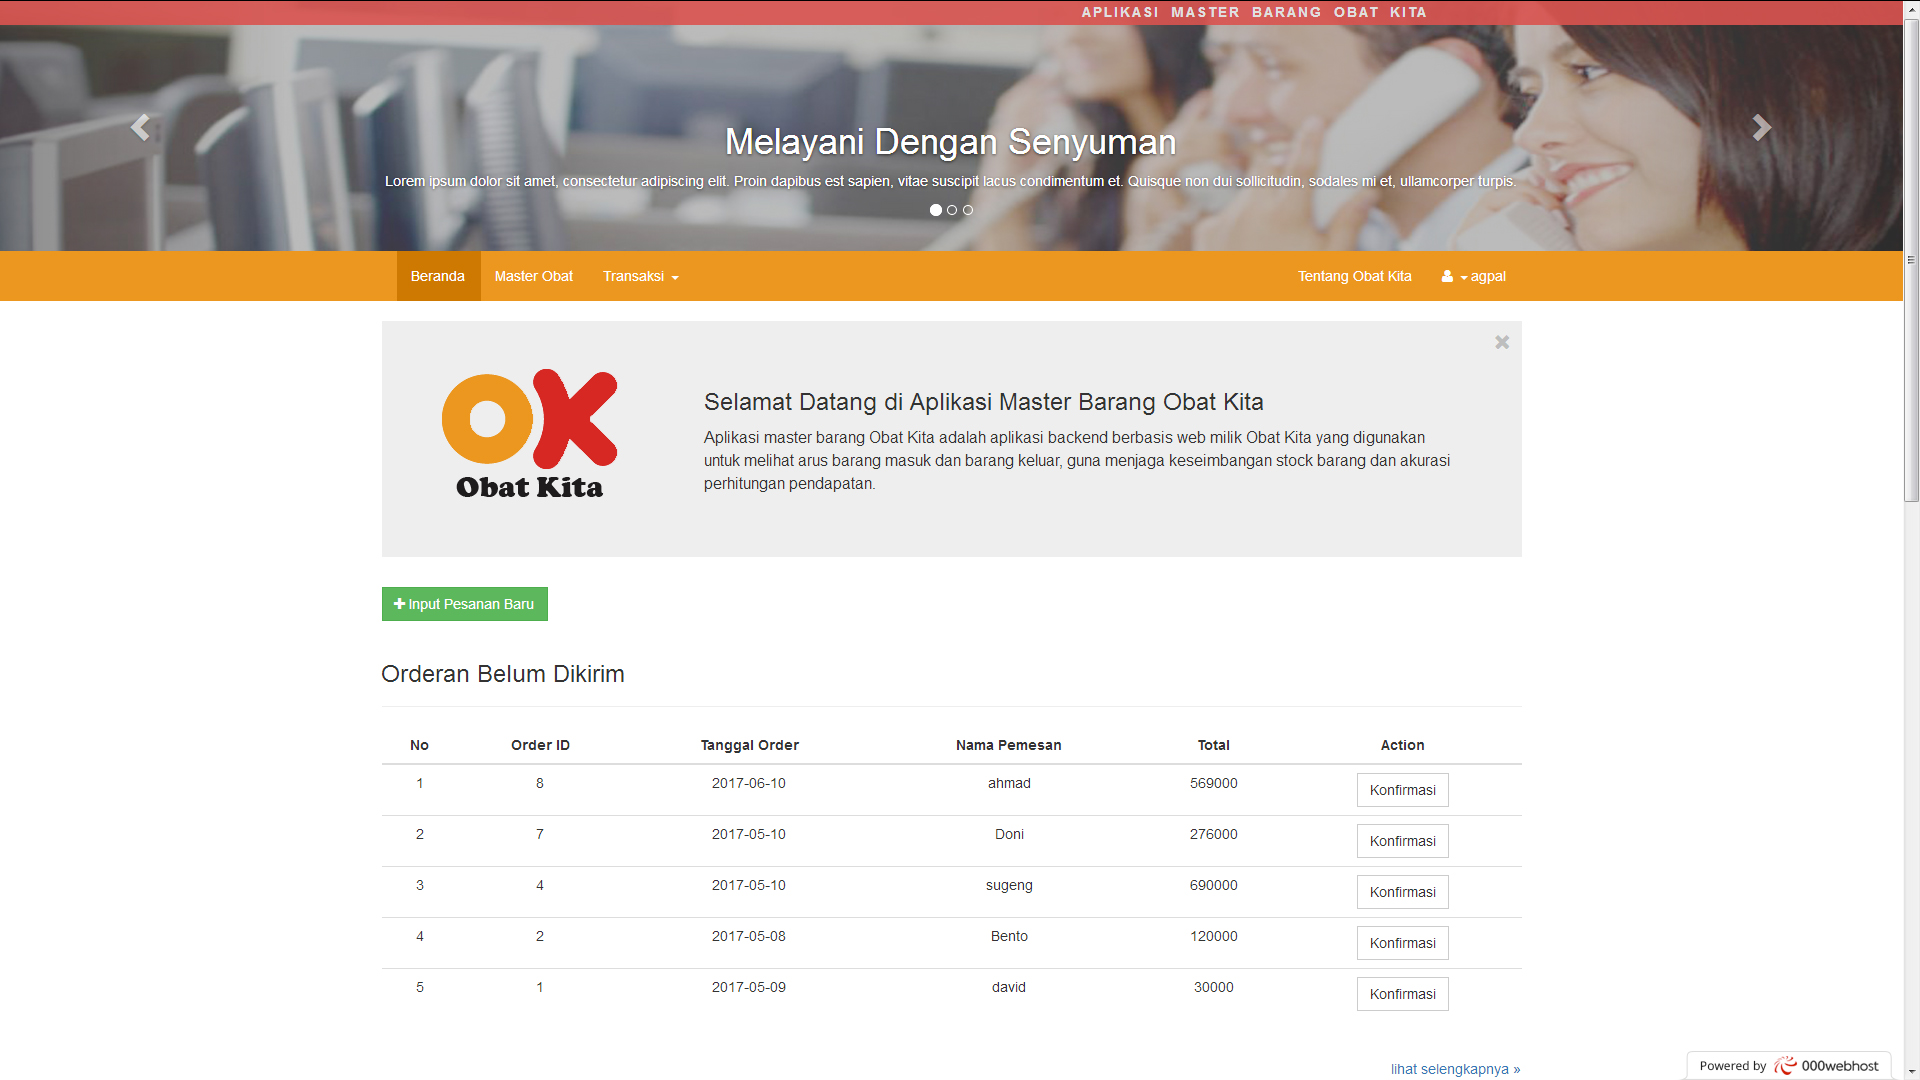 APLIKASI MASTER BARANG OBAT KITA
Melayani Dengan Senyuman
Lorem ipsum dolor sit amet, consectetur adipiscing elit. Proin dapibus est sapien, vitae suscipit lacus condimentum et. Quisque non dui sollicitudin, sodales mi et, ullamcorper turpis.
Beranda Master Obat Transaksi Tentang Obat Kita agpal
OK
Obat Kita
Selamat Datang di Aplikasi Master Barang Obat Kita
Aplikasi master barang Obat Kita adalah aplikasi backend berbasis web milik Obat Kita yang digunakan
untuk melihat arus barang masuk dan barang keluar, guna menjaga keseimbangan stock barang dan akurasi
perhitungan pendapatan.
Input Pesanan Baru
Orderan Belum Dikirim
No Order ID Tanggal Order Nama Pemesan Total Action
1 8 2017-06-10 ahmad 569000 Konfirmasi
2 7 2017-05-10 Doni 276000 Konfirmasi
3 4 2017-05-10 sugeng 690000 Konfirmasi
4 2 2017-05-08 Bento 120000 Konfirmasi
5 1 2017-05-09 david 30000 Konfirmasi
lihat selengkapnya »
Powered by 000webhost